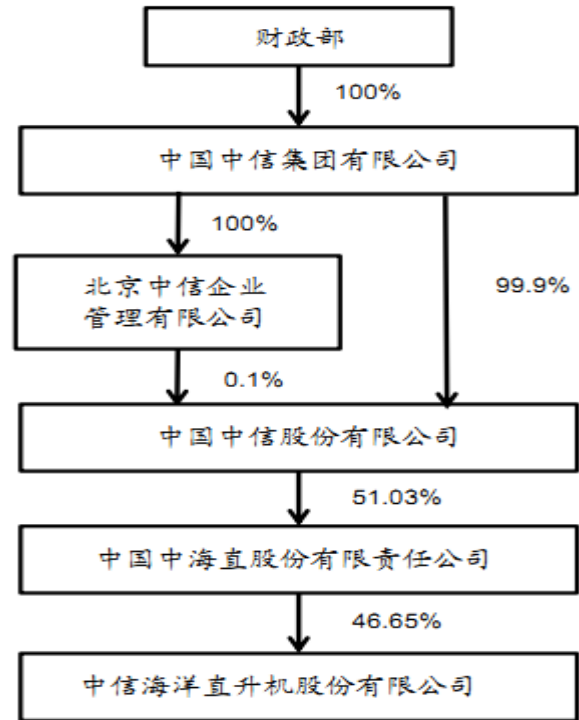 财政部
100%
中国中信集团有限公司
100%
99.9%
北京中信企业
管理有限公司
0.1%
中国中信股份有限公司
51.03%
中国中海直股份有限责任公司
46.65%
中信海洋直升机股份有限公司